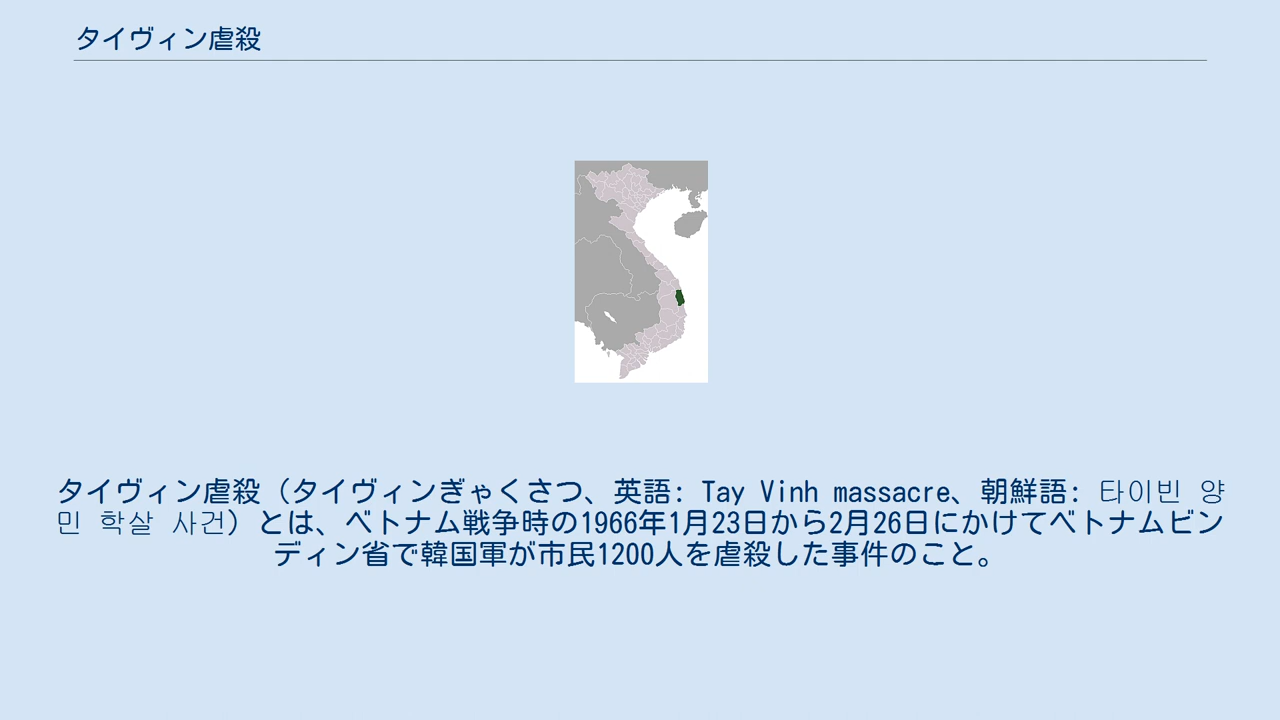 タイヴィン虐殺
タイヴィン虐殺（タイヴィンぎゃくさつ、英語: Tay Vinh massacre、朝鮮語: 타이빈 양
민 학살 사건）とは、ベトナム戦争時の1966年1月23日から2月26日にかけてベトナムビン
ディン省で韓国軍が市民1200人を虐殺した事件のこと。